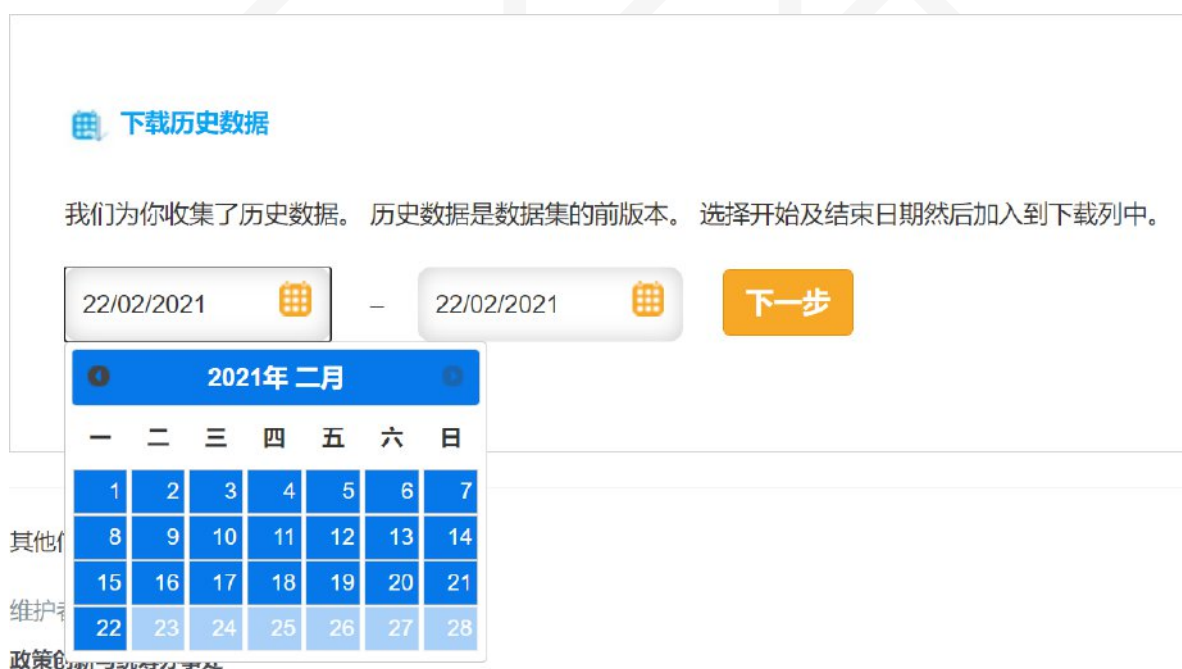 下载历史数据
我们为你收集了历史数据。 历史数据是数据集的前版本。 选择开始及结束日期然后加入到下载列中。
22/02/2021 – 22/02/2021 下一步
2021年 二月
一 二 三 四 五 六 日
1 2 3 4 5 6 7
8 9 10 11 12 13 14
15 16 17 18 19 20 21
22 23 24 25 26 27 28
其他
维护
政策